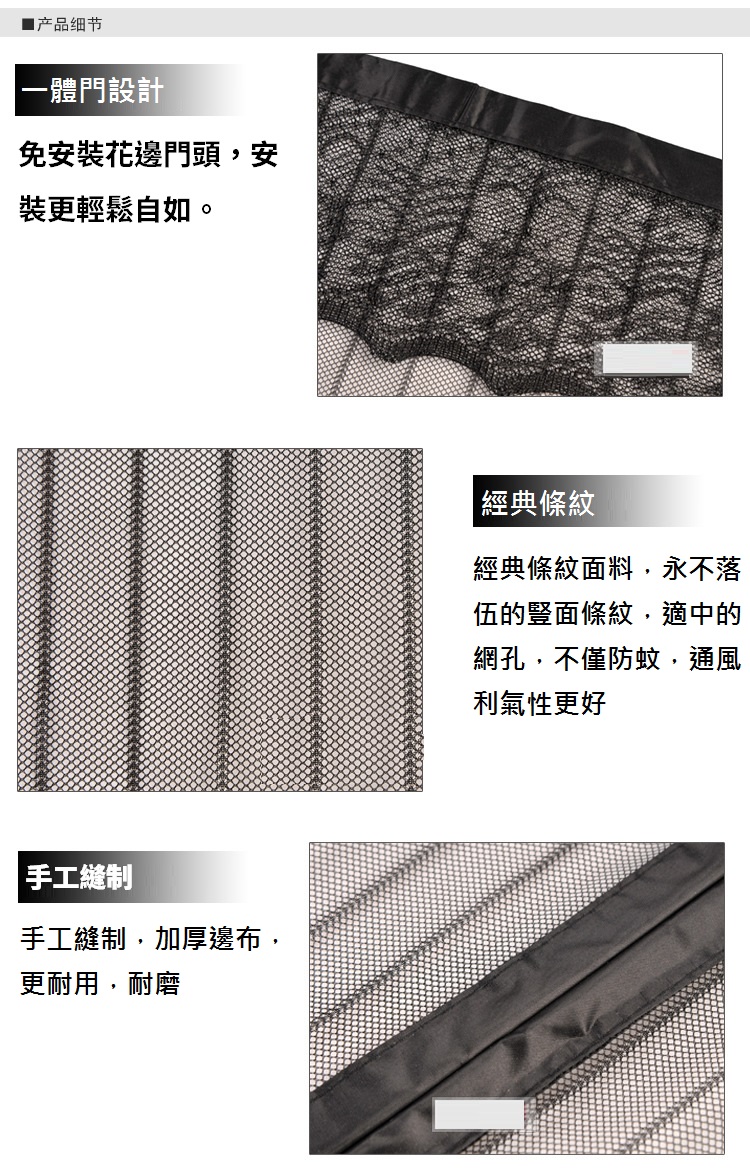 ■产品细节
一體門設計
免安裝花邊門頭，安
裝更輕鬆自如。
經典條紋
經典條紋面料，永不落
伍的豎面條紋，適中的
網孔，不僅防蚊，通風
利氣性更好
手工縫制
手工縫制，加厚邊布，
更耐用，耐磨